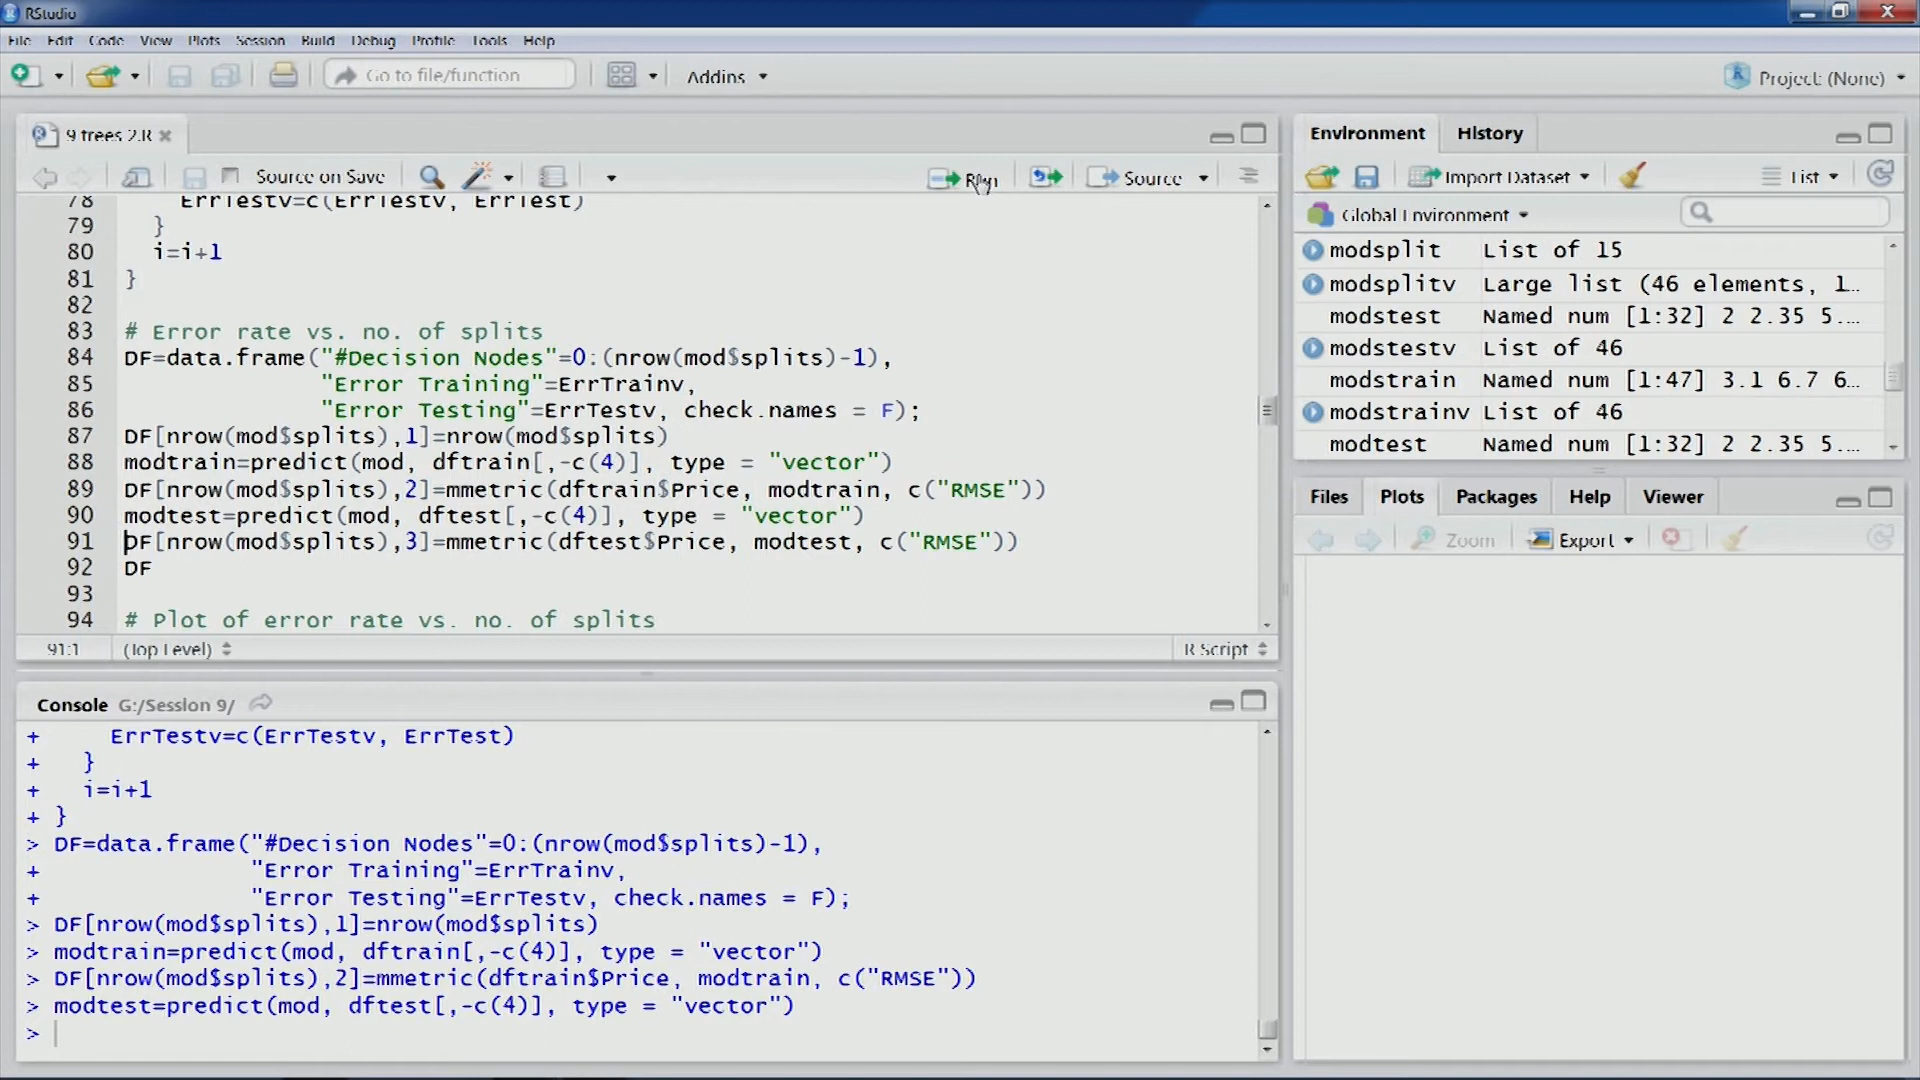 RStudio
File Edit Code View Plots Session Build Debug Profile Tools Help
Go to file/function
Addins
Project: (None)
9 trees 2.R
Source on Save
Run
Source
78 ErrTestv=c(ErrTestv, ErrTest)
79 }
80 i=i+1
81 }
82
83 # Error rate vs. no. of splits
84 DF=data.frame("#Decision Nodes"=0:(nrow(mod$splits)-1),
85 "Error Training"=ErrTrainv,
86 "Error Testing"=ErrTestv, check.names = F);
87 DF[nrow(mod$splits),1]=nrow(mod$splits)
88 modtrain=predict(mod, dftrain[,-c(4)], type = "vector")
89 DF[nrow(mod$splits),2]=mmetric(dftrain$Price, modtrain, c("RMSE"))
90 modtest=predict(mod, dftest[,-c(4)], type = "vector")
91 DF[nrow(mod$splits),3]=mmetric(dftest$Price, modtest, c("RMSE"))
92 DF
93
94 # Plot of error rate vs. no. of splits
91:1 (Top Level) R Script
Console G:/Session 9/
+ ErrTestv=c(ErrTestv, ErrTest)
+ }
+ i=i+1
+ }
> DF=data.frame("#Decision Nodes"=0:(nrow(mod$splits)-1),
+ "Error Training"=ErrTrainv,
+ "Error Testing"=ErrTestv, check.names = F);
> DF[nrow(mod$splits),1]=nrow(mod$splits)
> modtrain=predict(mod, dftrain[,-c(4)], type = "vector")
> DF[nrow(mod$splits),2]=mmetric(dftrain$Price, modtrain, c("RMSE"))
> modtest=predict(mod, dftest[,-c(4)], type = "vector")
>
Environment History
Import Dataset List
Global Environment
modsplit List of 15
modsplitv Large list (46 elements, 1…
modstest Named num [1:32] 2 2.35 5.…
modstestv List of 46
modstrain Named num [1:47] 3.1 6.7 6…
modstrainv List of 46
modtest Named num [1:32] 2 2.35 5.…
Files Plots Packages Help Viewer
Zoom Export